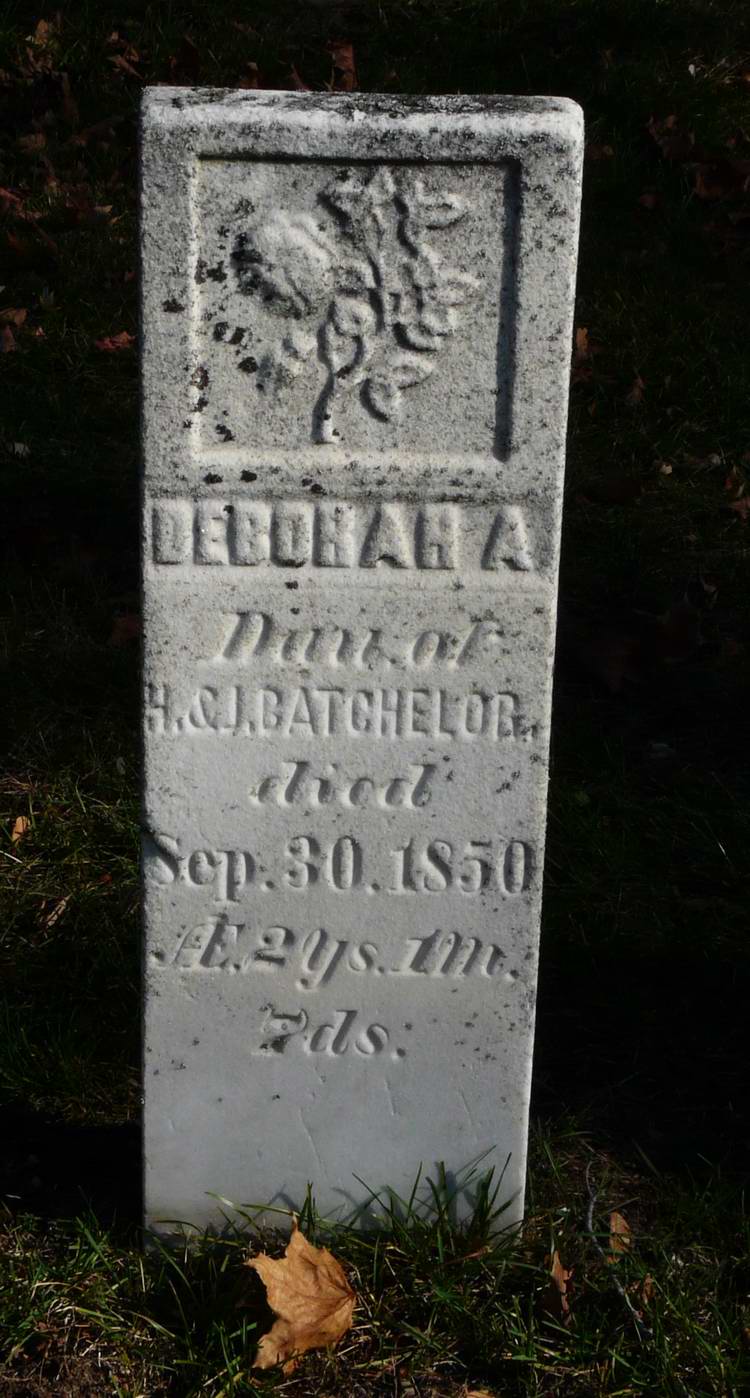 DEBORAH A
Dau. of
H. & J. BATCHELOR.
died
Sep. 30. 1850
Æ. 2 ys. 1 m.
7 ds.